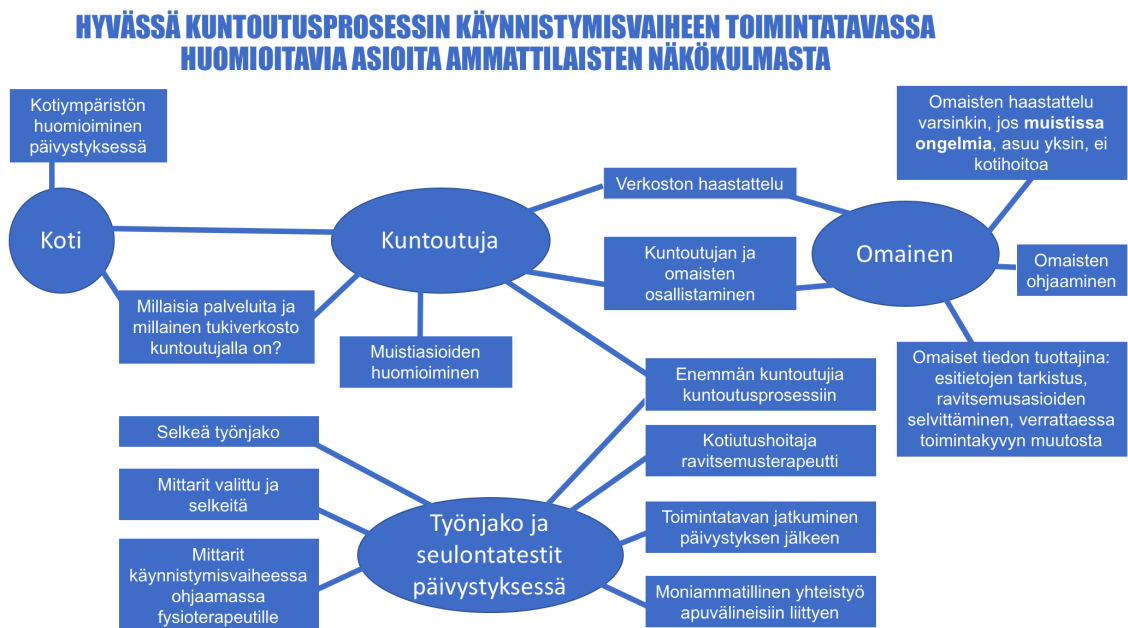 HYVÄSSÄ KUNTOUTUSPROSESSIN KÄYNNISTYMISVAIHEEN TOIMINTATAVASSA
HUOMIOITAVIA ASIOITA AMMATTILAISTEN NÄKÖKULMASTA
Kotiympäristön
huomioiminen
päivystyksessä
Koti
Millaisia palveluita ja
millainen tukiverkosto
kuntoutujalla on?
Kuntoutuja
Muistiasioiden
huomioiminen
Verkoston haastattelu
Kuntoutujan ja
omaisten
osallistaminen
Omainen
Omaisten haastattelu
varsinkin, jos muistissa
ongelmia, asuu yksin, ei
kotihoitoa
Omaisten
ohjaaminen
Omaiset tiedon tuottajina:
esitietojen tarkistus,
ravitsemusasioiden
selvittäminen, verrattaessa
toimintakyvyn muutosta
Enemmän kuntoutujia
kuntoutusprosessiin
Selkeä työnjako
Mittarit valittu ja
selkeitä
Mittarit
käynnistymisvaiheessa
ohjaamassa
fysioterapeutille
Työnjako ja
seulontatestit
päivystyksessä
Kotiutushoitaja
ravitsemusterapeutti
Toimintatavan jatkuminen
päivystyksen jälkeen
Moniammatillinen yhteistyö
apuvälineisiin liittyen